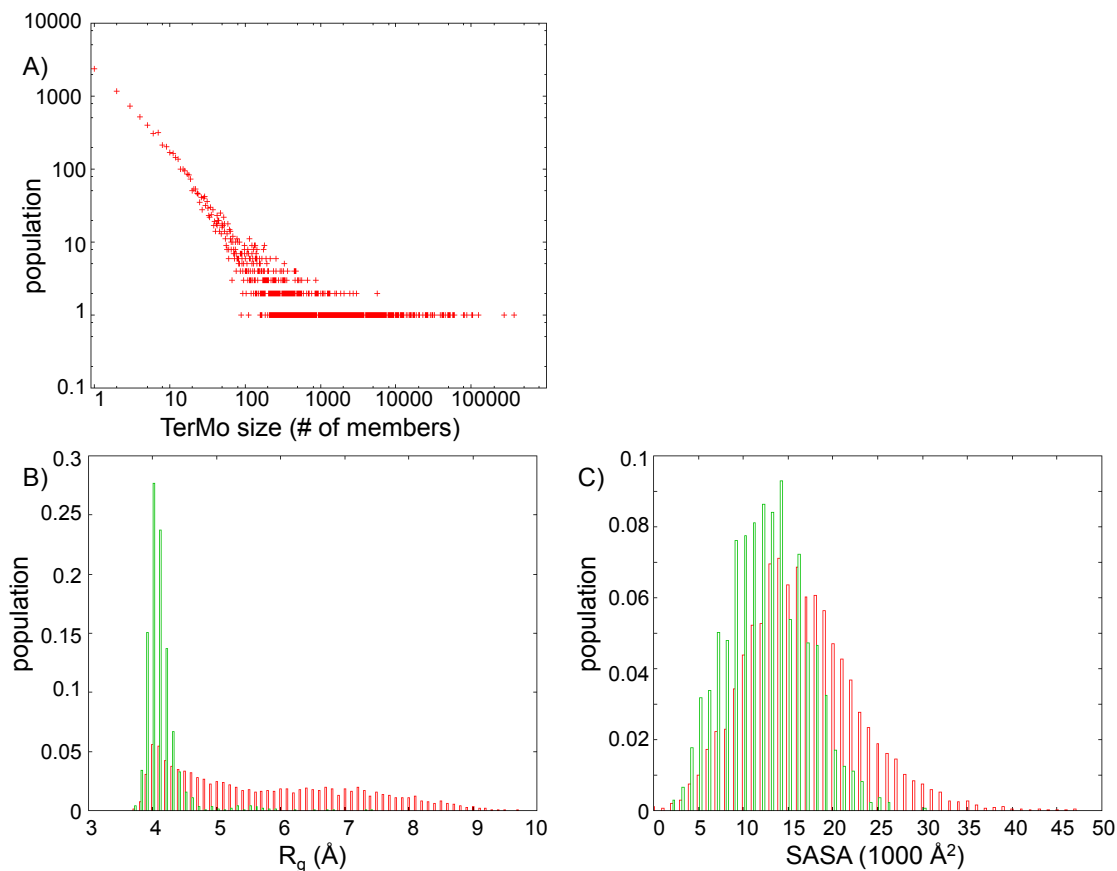 10000
A)
1000
100
10
1
0.1
population
1 10 100 1000 10000 100000
TerMo size (# of members)
B)
0.3
0.25
0.2
0.15
0.1
0.05
0
population
3 4 5 6 7 8 9 10
Rg (Å)
C)
0.1
0.08
0.06
0.04
0.02
0
population
0 5 10 15 20 25 30 35 40 45 50
SASA (1000 Å²)